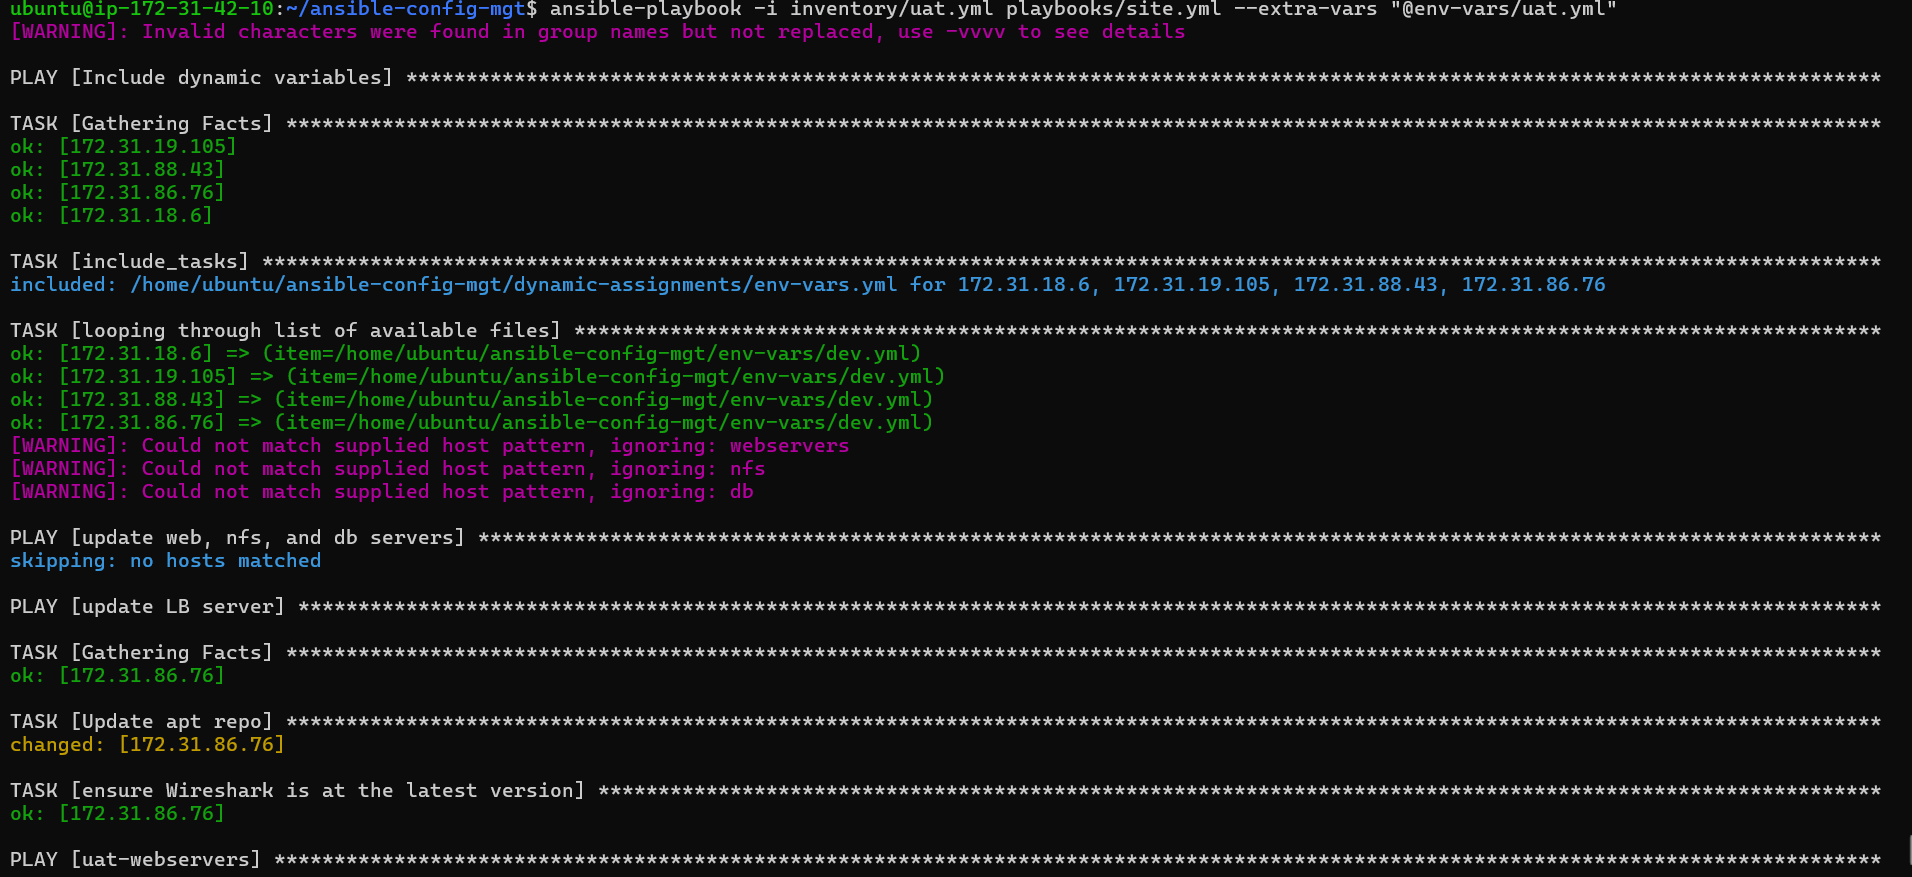 ubuntu@ip-172-31-42-10:~/ansible-config-mgt$ ansible-playbook -i inventory/uat.yml playbooks/site.yml --extra-vars "@env-vars/uat.yml"
[WARNING]: Invalid characters were found in group names but not replaced, use -vvvv to see details
PLAY [Include dynamic variables] ***************************************************************************************************************************
TASK [Gathering Facts] *************************************************************************************************************************************
ok: [172.31.19.105]
ok: [172.31.88.43]
ok: [172.31.86.76]
ok: [172.31.18.6]
TASK [include_tasks] ***************************************************************************************************************************************
included: /home/ubuntu/ansible-config-mgt/dynamic-assignments/env-vars.yml for 172.31.18.6, 172.31.19.105, 172.31.88.43, 172.31.86.76
TASK [looping through list of available files] *************************************************************************************************************
ok: [172.31.18.6] => (item=/home/ubuntu/ansible-config-mgt/env-vars/dev.yml)
ok: [172.31.19.105] => (item=/home/ubuntu/ansible-config-mgt/env-vars/dev.yml)
ok: [172.31.88.43] => (item=/home/ubuntu/ansible-config-mgt/env-vars/dev.yml)
ok: [172.31.86.76] => (item=/home/ubuntu/ansible-config-mgt/env-vars/dev.yml)
[WARNING]: Could not match supplied host pattern, ignoring: webservers
[WARNING]: Could not match supplied host pattern, ignoring: nfs
[WARNING]: Could not match supplied host pattern, ignoring: db
PLAY [update web, nfs, and db servers] *********************************************************************************************************************
skipping: no hosts matched
PLAY [update LB server] ************************************************************************************************************************************
TASK [Gathering Facts] *************************************************************************************************************************************
ok: [172.31.86.76]
TASK [Update apt repo] *************************************************************************************************************************************
changed: [172.31.86.76]
TASK [ensure Wireshark is at the latest version] ***********************************************************************************************************
ok: [172.31.86.76]
PLAY [uat-webservers] **************************************************************************************************************************************